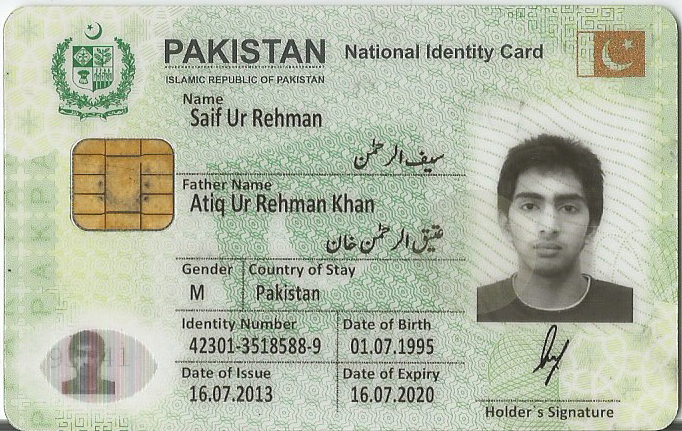 PAKISTAN National Identity Card
ISLAMIC REPUBLIC OF PAKISTAN
Name
Saif Ur Rehman
سیف الرحمٰن
Father Name
Atiq Ur Rehman Khan
عتیق الرحمٰن خان
Gender Country of Stay
M Pakistan
Identity Number Date of Birth
42301-3518588-9 01.07.1995
Date of Issue Date of Expiry
16.07.2013 16.07.2020
Holder`s Signature